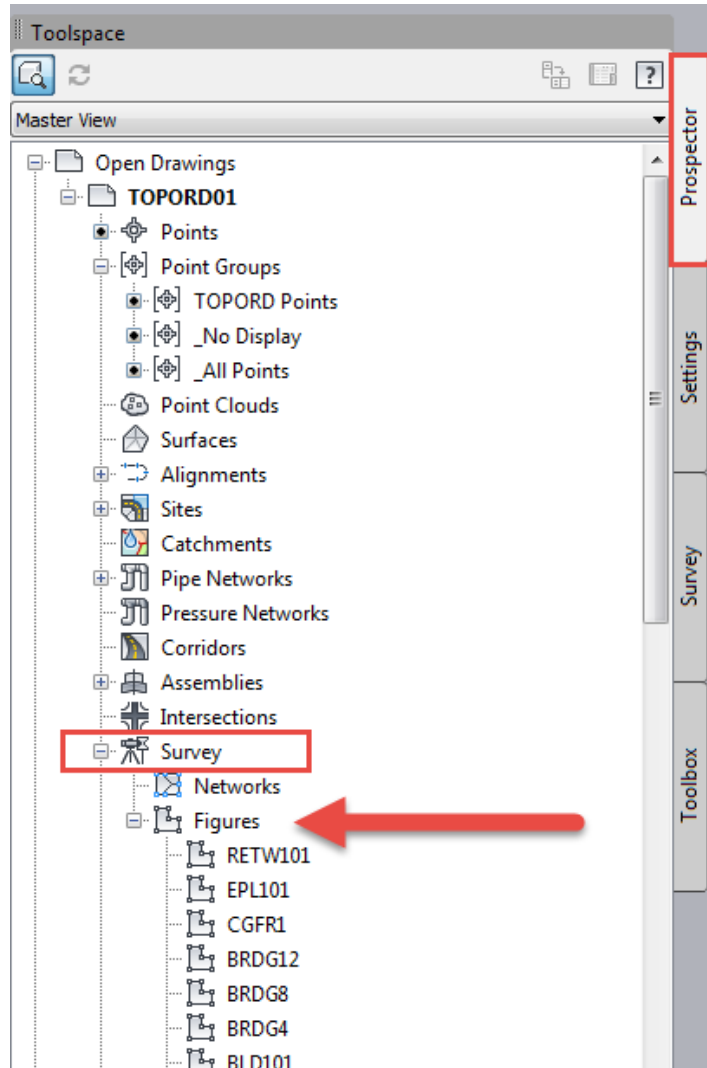 Toolspace
?
Master View
Open Drawings
TOPORD01
Points
Point Groups
TOPORD Points
_No Display
_All Points
Point Clouds
Surfaces
Alignments
Sites
Catchments
Pipe Networks
Pressure Networks
Corridors
Assemblies
Intersections
Survey
Networks
Figures
RETW101
EPL101
CGFR1
BRDG12
BRDG8
BRDG4
BLD101
Prospector
Settings
Survey
Toolbox